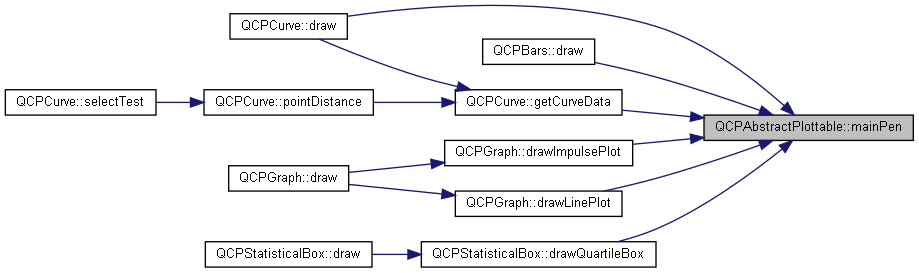 QCPCurve::draw
QCPBars::draw
QCPCurve::selectTest
QCPCurve::pointDistance
QCPCurve::getCurveData
QCPAbstractPlottable::mainPen
QCPGraph::drawImpulsePlot
QCPGraph::draw
QCPGraph::drawLinePlot
QCPStatisticalBox::draw
QCPStatisticalBox::drawQuartileBox